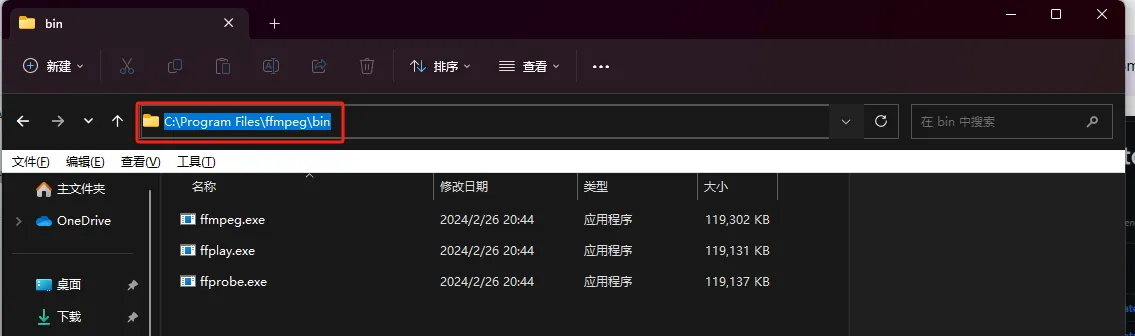 bin
新建
排序
查看
C:\Program Files\ffmpeg\bin
在 bin 中搜索
文件(F) 编辑(E) 查看(V) 工具(T)
主文件夹
OneDrive
桌面
下载
名称 修改日期 类型 大小
ffmpeg.exe 2024/2/26 20:44 应用程序 119,302 KB
ffplay.exe 2024/2/26 20:44 应用程序 119,131 KB
ffprobe.exe 2024/2/26 20:44 应用程序 119,137 KB